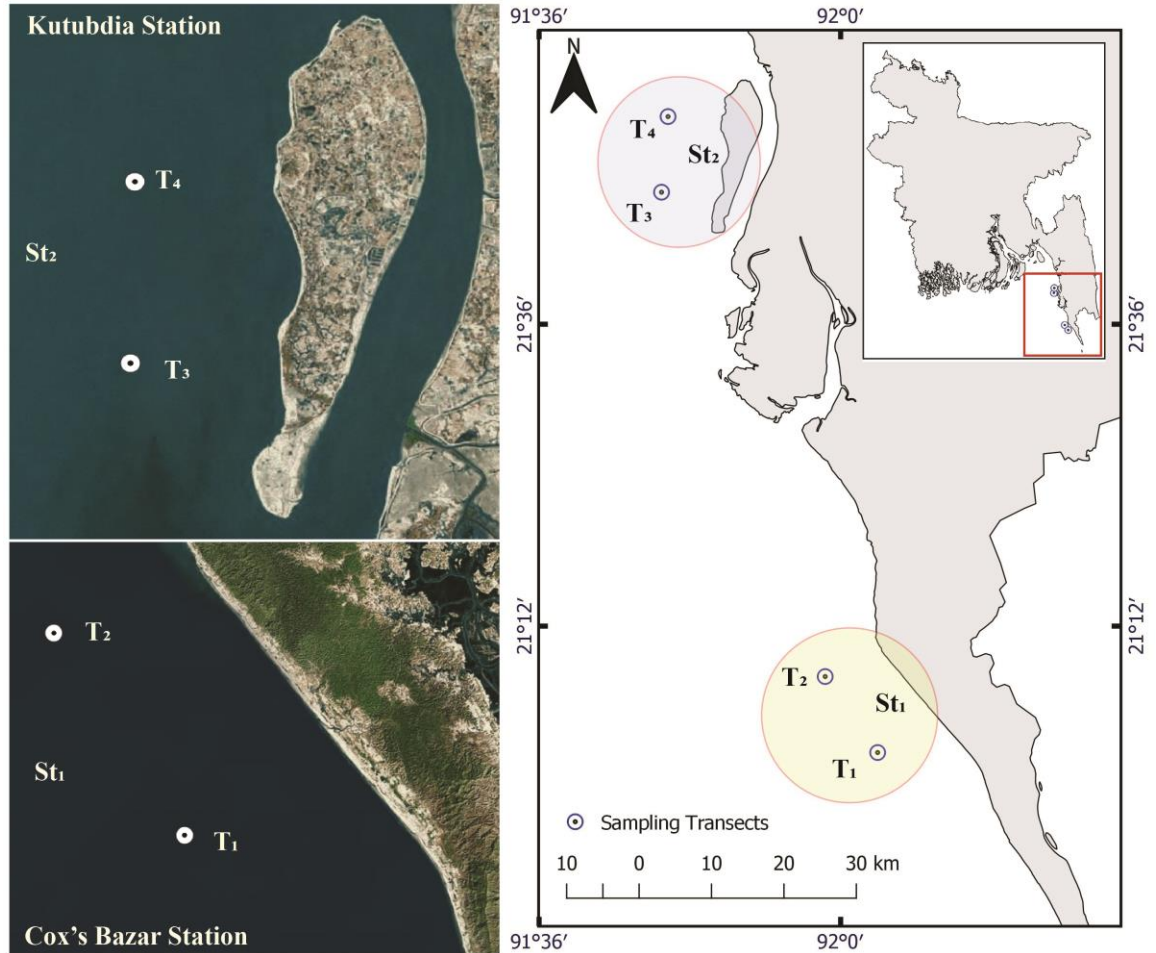 Kutubdia Station
T₄
St₂
T₃
T₂
St₁
T₁
Cox's Bazar Station
91°36′
92°0′
N
T₄
St₂
T₃
21°36′
21°36′
21°12′
21°12′
T₂
St₁
T₁
Sampling Transects
10 0 10 20 30 km
91°36′
92°0′